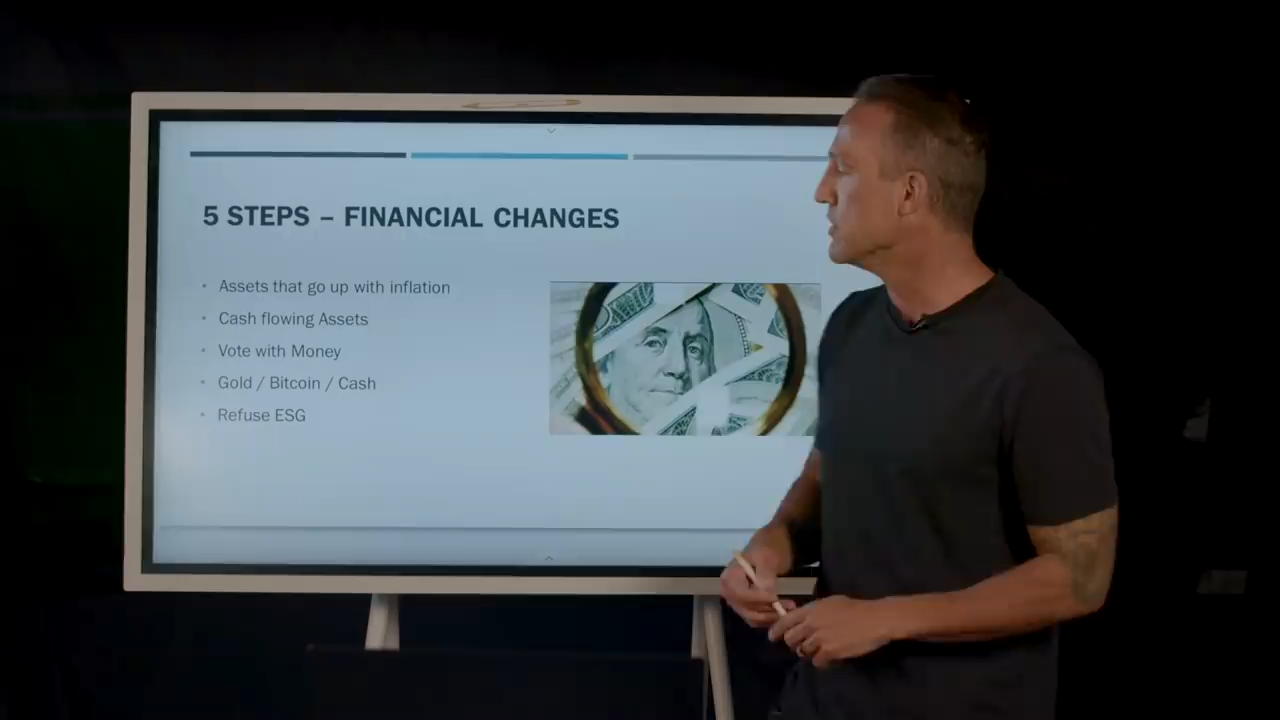 5 STEPS – FINANCIAL CHANGES
• Assets that go up with inflation
• Cash flowing Assets
• Vote with Money
• Gold / Bitcoin / Cash
• Refuse ESG